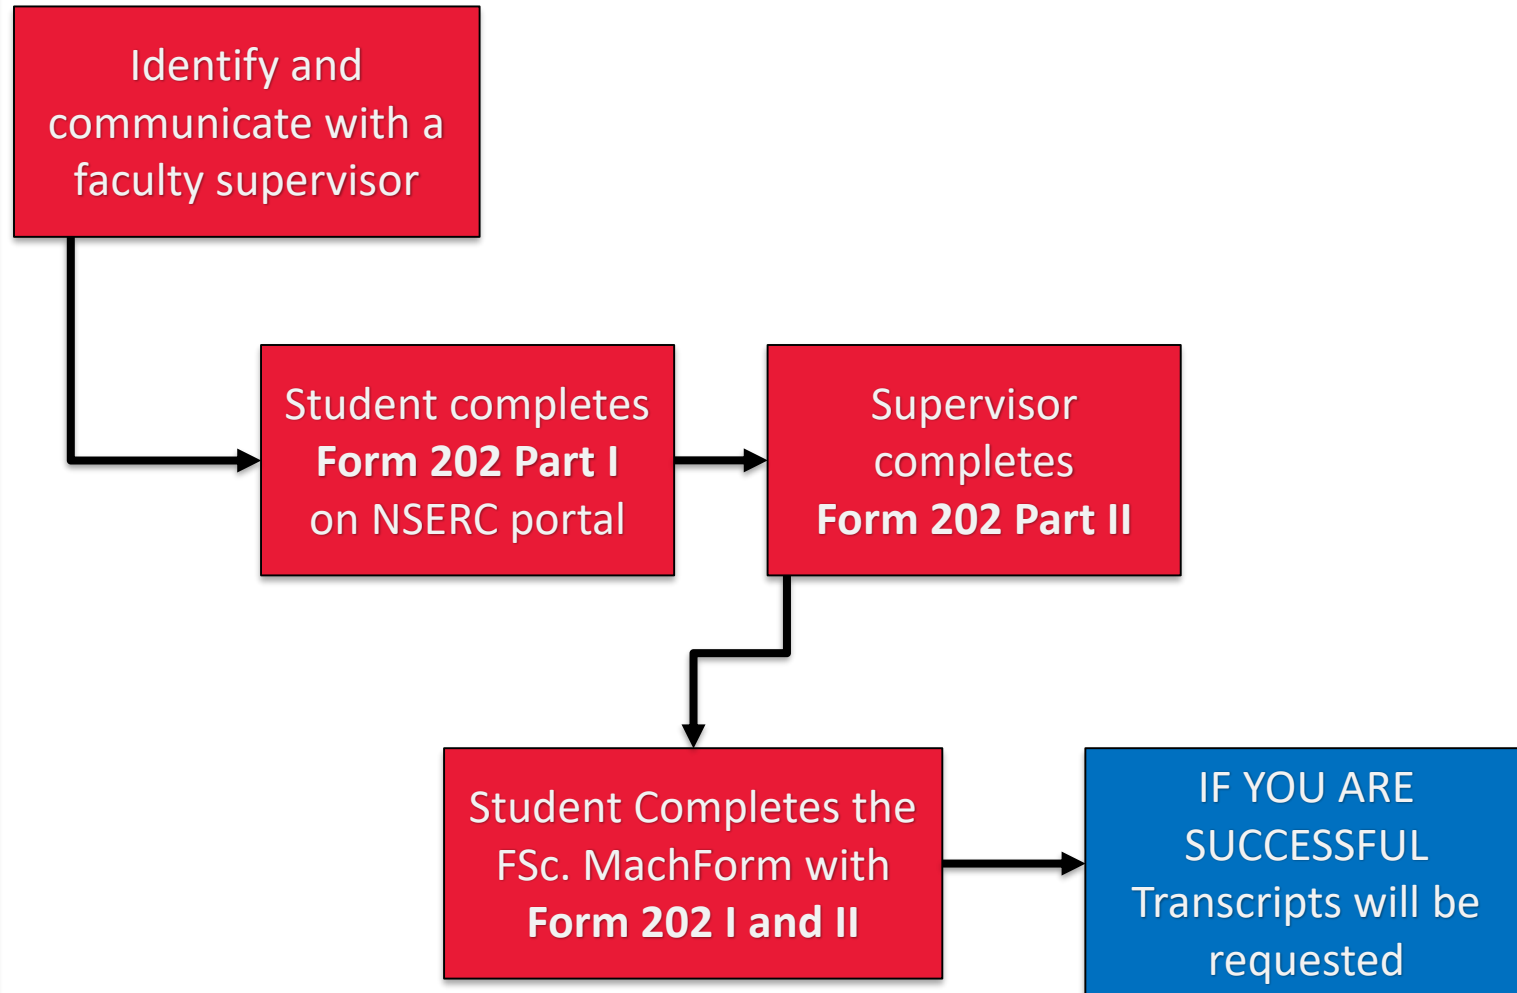 Identify and
communicate with a
faculty supervisor
Student completes
Form 202 Part I
on NSERC portal
Supervisor
completes
Form 202 Part II
Student Completes the
FSc. MachForm with
Form 202 I and II
IF YOU ARE
SUCCESSFUL
Transcripts will be
requested